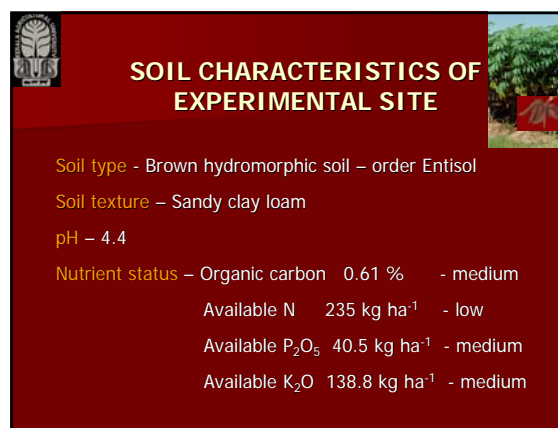 SOIL CHARACTERISTICS OF
EXPERIMENTAL SITE
Soil type - Brown hydromorphic soil – order Entisol
Soil texture – Sandy clay loam
pH – 4.4
Nutrient status – Organic carbon 0.61 % - medium
Available N 235 kg ha⁻¹ - low
Available P₂O₅ 40.5 kg ha⁻¹ - medium
Available K₂O 138.8 kg ha⁻¹ - medium